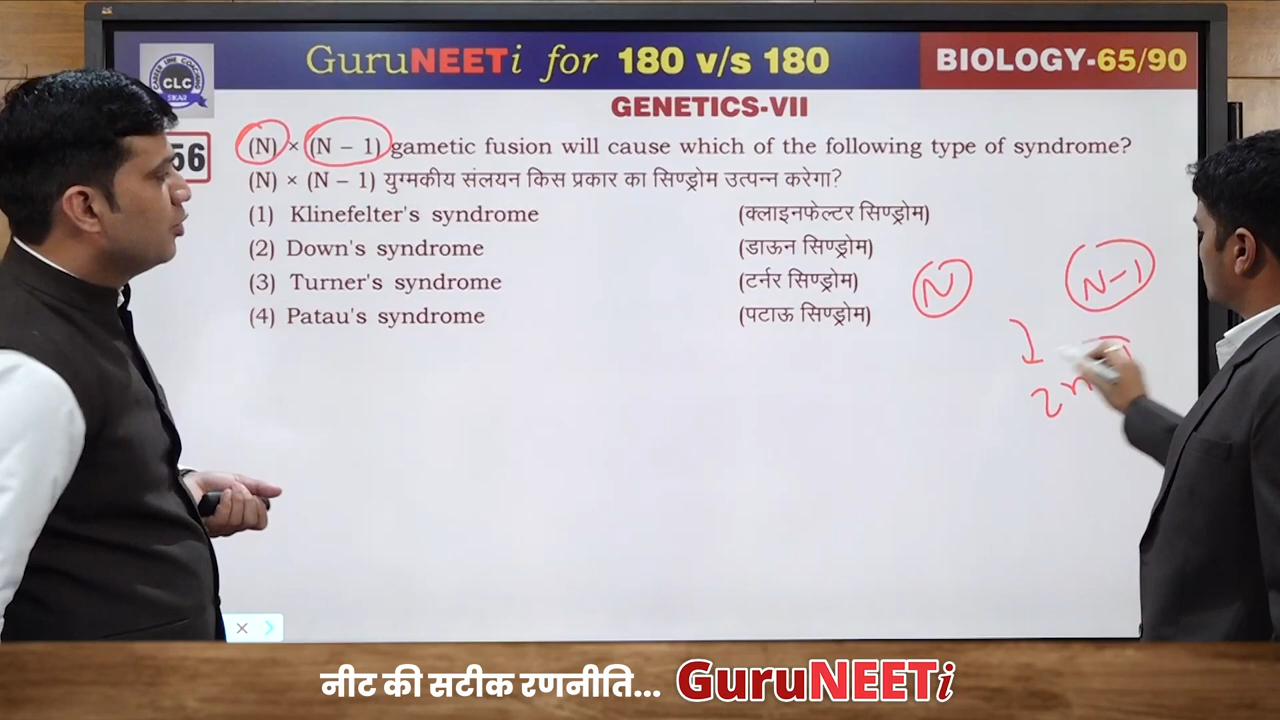 GuruNEETi for 180 v/s 180
BIOLOGY-65/90
CLC
SIKAR
GENETICS-VII
56
(N) × (N – 1) gametic fusion will cause which of the following type of syndrome?
(N) × (N – 1) युग्मकीय संलयन किस प्रकार का सिण्ड्रोम उत्पन्न करेगा?
(1) Klinefelter's syndrome (क्लाइनफेल्टर सिण्ड्रोम)
(2) Down's syndrome (डाऊन सिण्ड्रोम)
(3) Turner's syndrome (टर्नर सिण्ड्रोम)
(4) Patau's syndrome (पटाऊ सिण्ड्रोम)
N N-1
2n
नीट की सटीक रणनीति... GuruNEETi